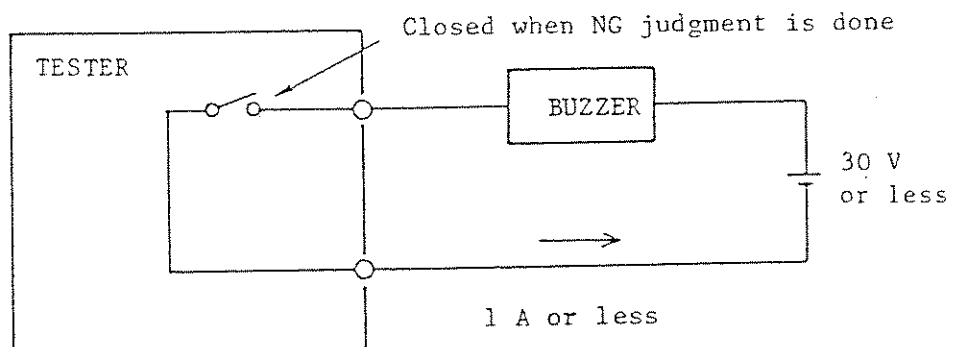 Closed when NG judgment is done
TESTER
BUZZER
30 V
or less
1 A or less